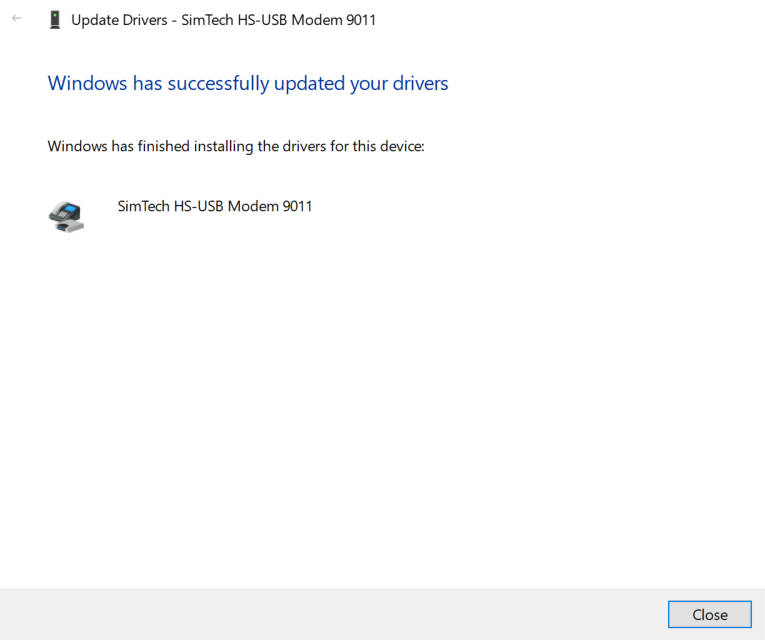 Update Drivers - SimTech HS-USB Modem 9011
Windows has successfully updated your drivers
Windows has finished installing the drivers for this device:
SimTech HS-USB Modem 9011
Close